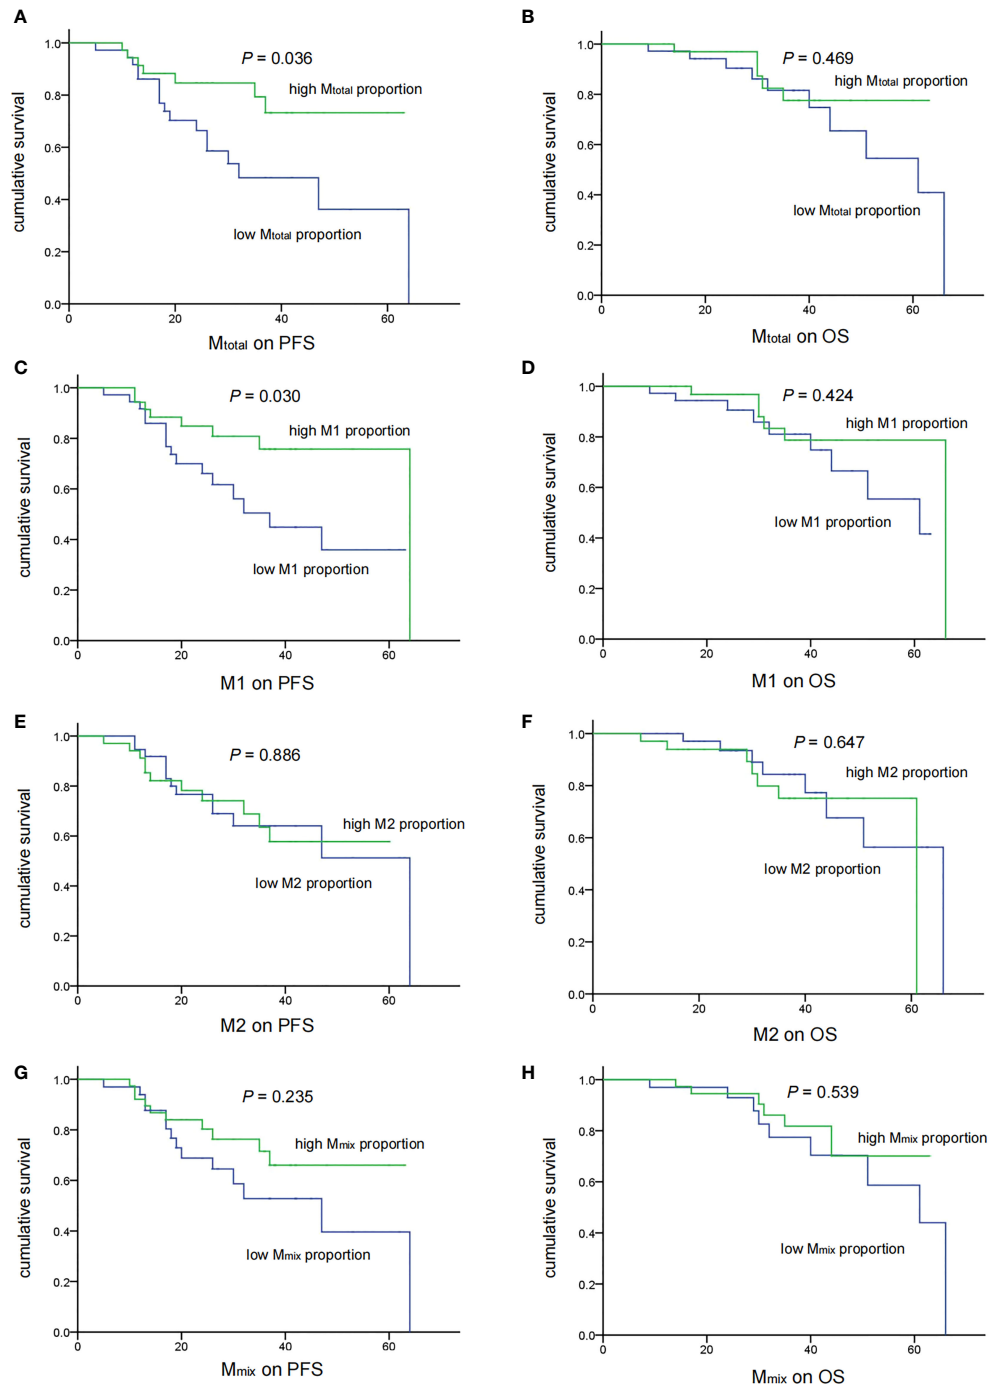 A
P = 0.036
high Mtotal proportion
low Mtotal proportion
cumulative survival
1.0
0.8
0.6
0.4
0.2
0.0
0 20 40 60
Mtotal on PFS
B
P = 0.469
high Mtotal proportion
low Mtotal proportion
cumulative survival
1.0
0.8
0.6
0.4
0.2
0.0
0 20 40 60
Mtotal on OS
C
P = 0.030
high M1 proportion
low M1 proportion
cumulative survival
1.0
0.8
0.6
0.4
0.2
0.0
0 20 40 60
M1 on PFS
D
P = 0.424
high M1 proportion
low M1 proportion
cumulative survival
1.0
0.8
0.6
0.4
0.2
0.0
0 20 40 60
M1 on OS
E
P = 0.886
high M2 proportion
low M2 proportion
cumulative survival
1.0
0.8
0.6
0.4
0.2
0.0
0 20 40 60
M2 on PFS
F
P = 0.647
high M2 proportion
low M2 proportion
cumulative survival
1.0
0.8
0.6
0.4
0.2
0.0
0 20 40 60
M2 on OS
G
P = 0.235
high Mmix proportion
low Mmix proportion
cumulative survival
1.0
0.8
0.6
0.4
0.2
0.0
0 20 40 60
Mmix on PFS
H
P = 0.539
high Mmix proportion
low Mmix proportion
cumulative survival
1.0
0.8
0.6
0.4
0.2
0.0
0 20 40 60
Mmix on OS